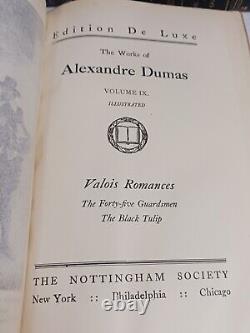 Edition De Luxe
The Works of
Alexandre Dumas
VOLUME IX.
ILLUSTRATED
Valois Romances
The Forty-five Guardsmen
The Black Tulip
THE NOTTINGHAM SOCIETY
New York :: Philadelphia :: Chicago